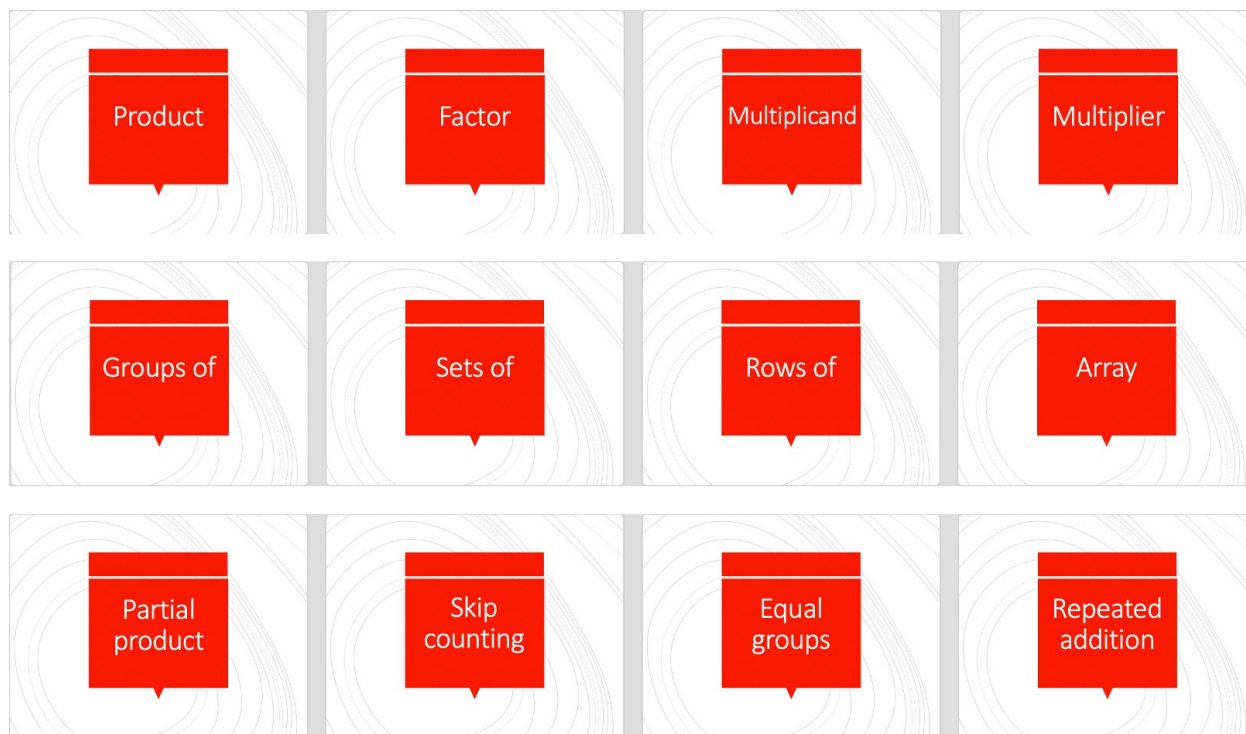 Product
Factor
Multiplicand
Multiplier
Groups of
Sets of
Rows of
Array
Partial
product
Skip
counting
Equal
groups
Repeated
addition